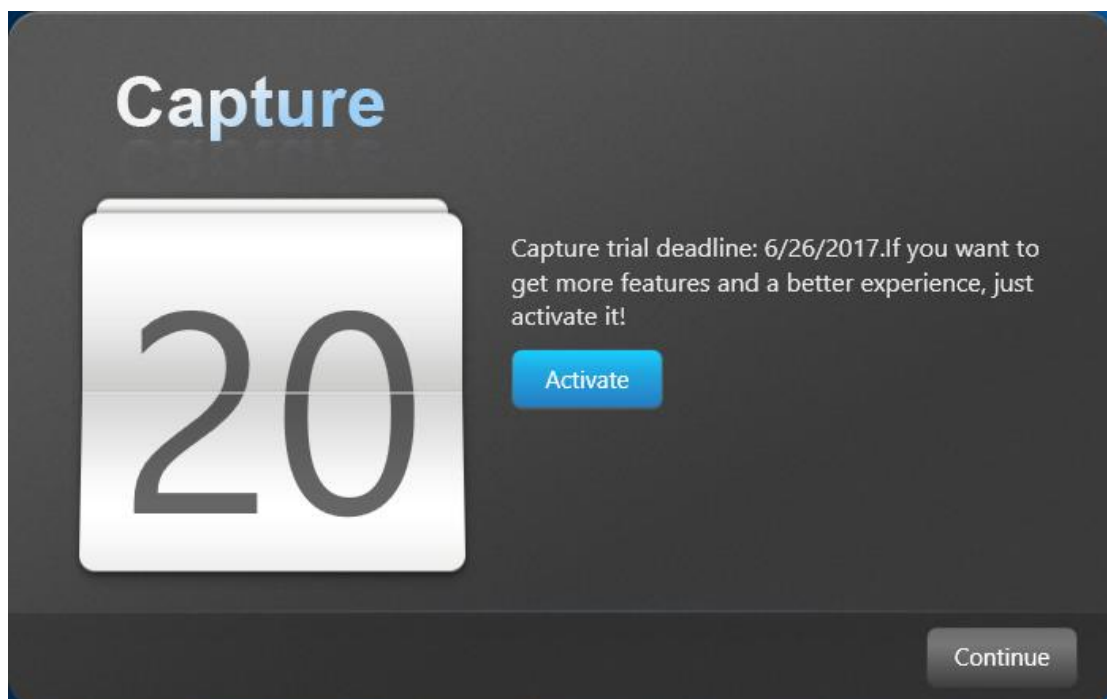 Capture
20
Capture trial deadline: 6/26/2017.If you want to
get more features and a better experience, just
activate it!
Activate
Continue